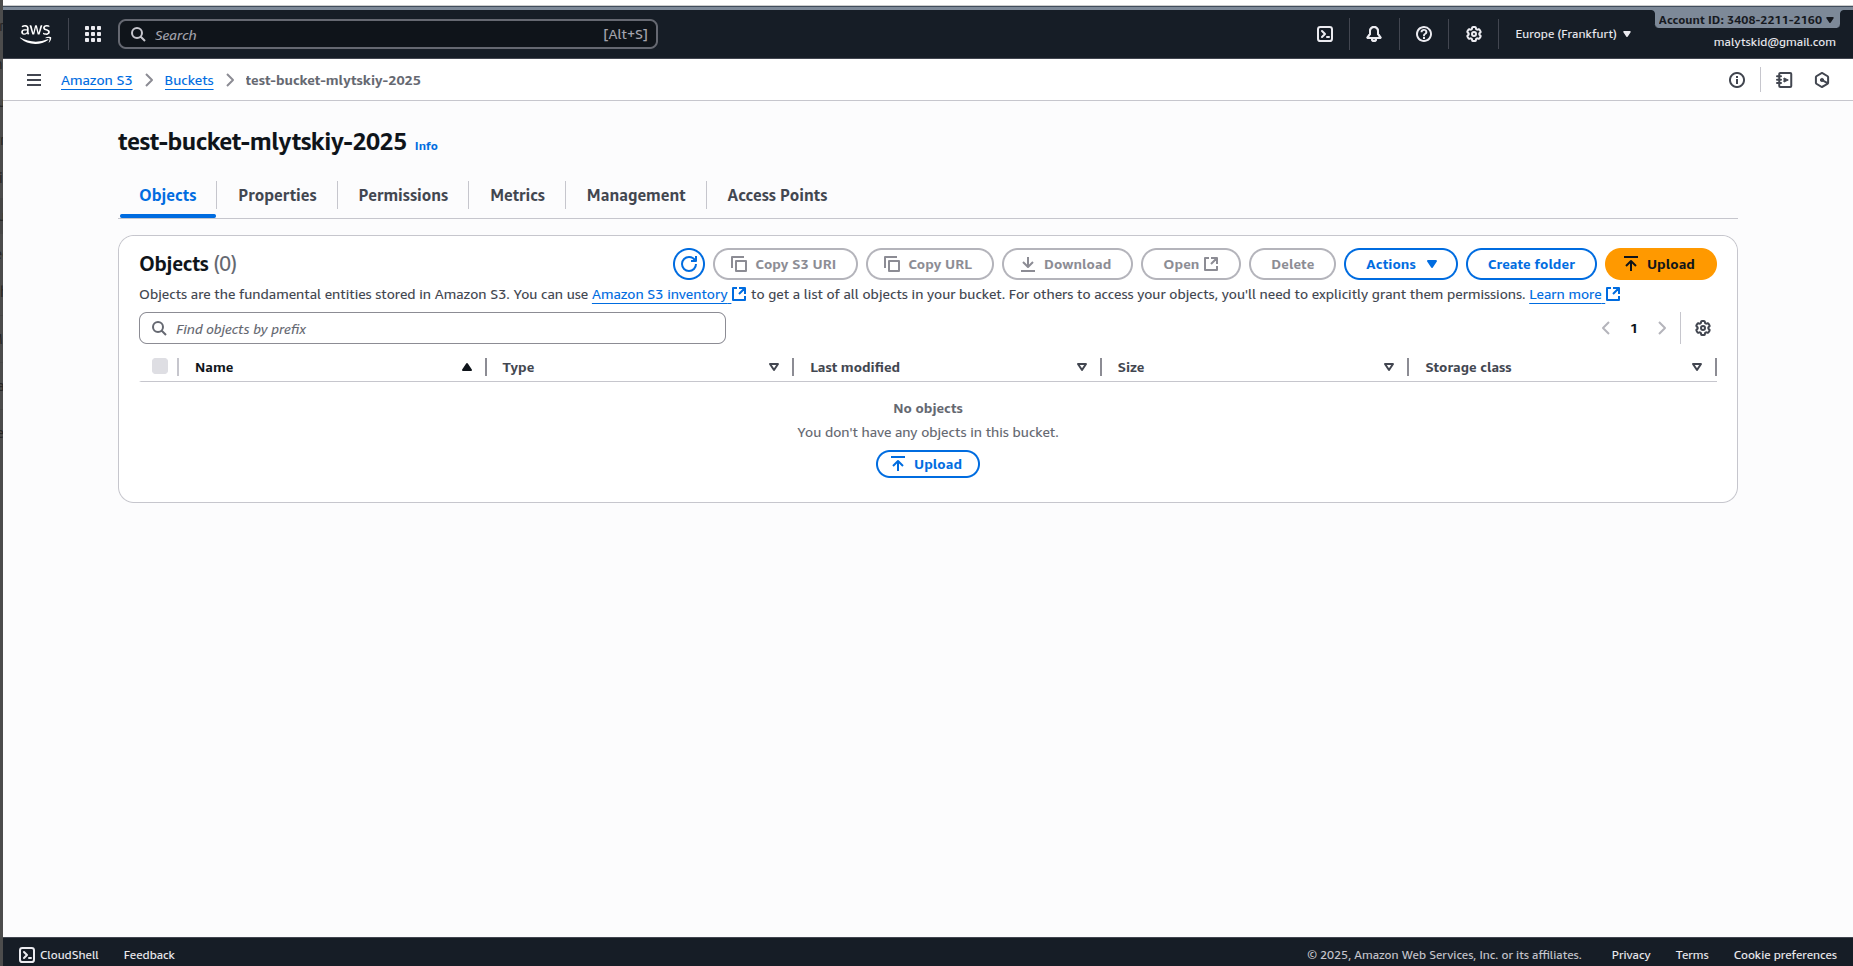 aws Search [Alt+S] Europe (Frankfurt) Account ID: 3408-2211-2160
malytskid@gmail.com
Amazon S3 Buckets test-bucket-mlytskiy-2025
test-bucket-mlytskiy-2025 Info
Objects Properties Permissions Metrics Management Access Points
Objects (0) Copy S3 URI Copy URL Download Open Delete Actions Create folder Upload
Objects are the fundamental entities stored in Amazon S3. You can use Amazon S3 inventory to get a list of all objects in your bucket. For others to access your objects, you'll need to explicitly grant them permissions. Learn more
Find objects by prefix 1
Name Type Last modified Size Storage class
No objects
You don't have any objects in this bucket.
Upload
CloudShell Feedback © 2025, Amazon Web Services, Inc. or its affiliates. Privacy Terms Cookie preferences